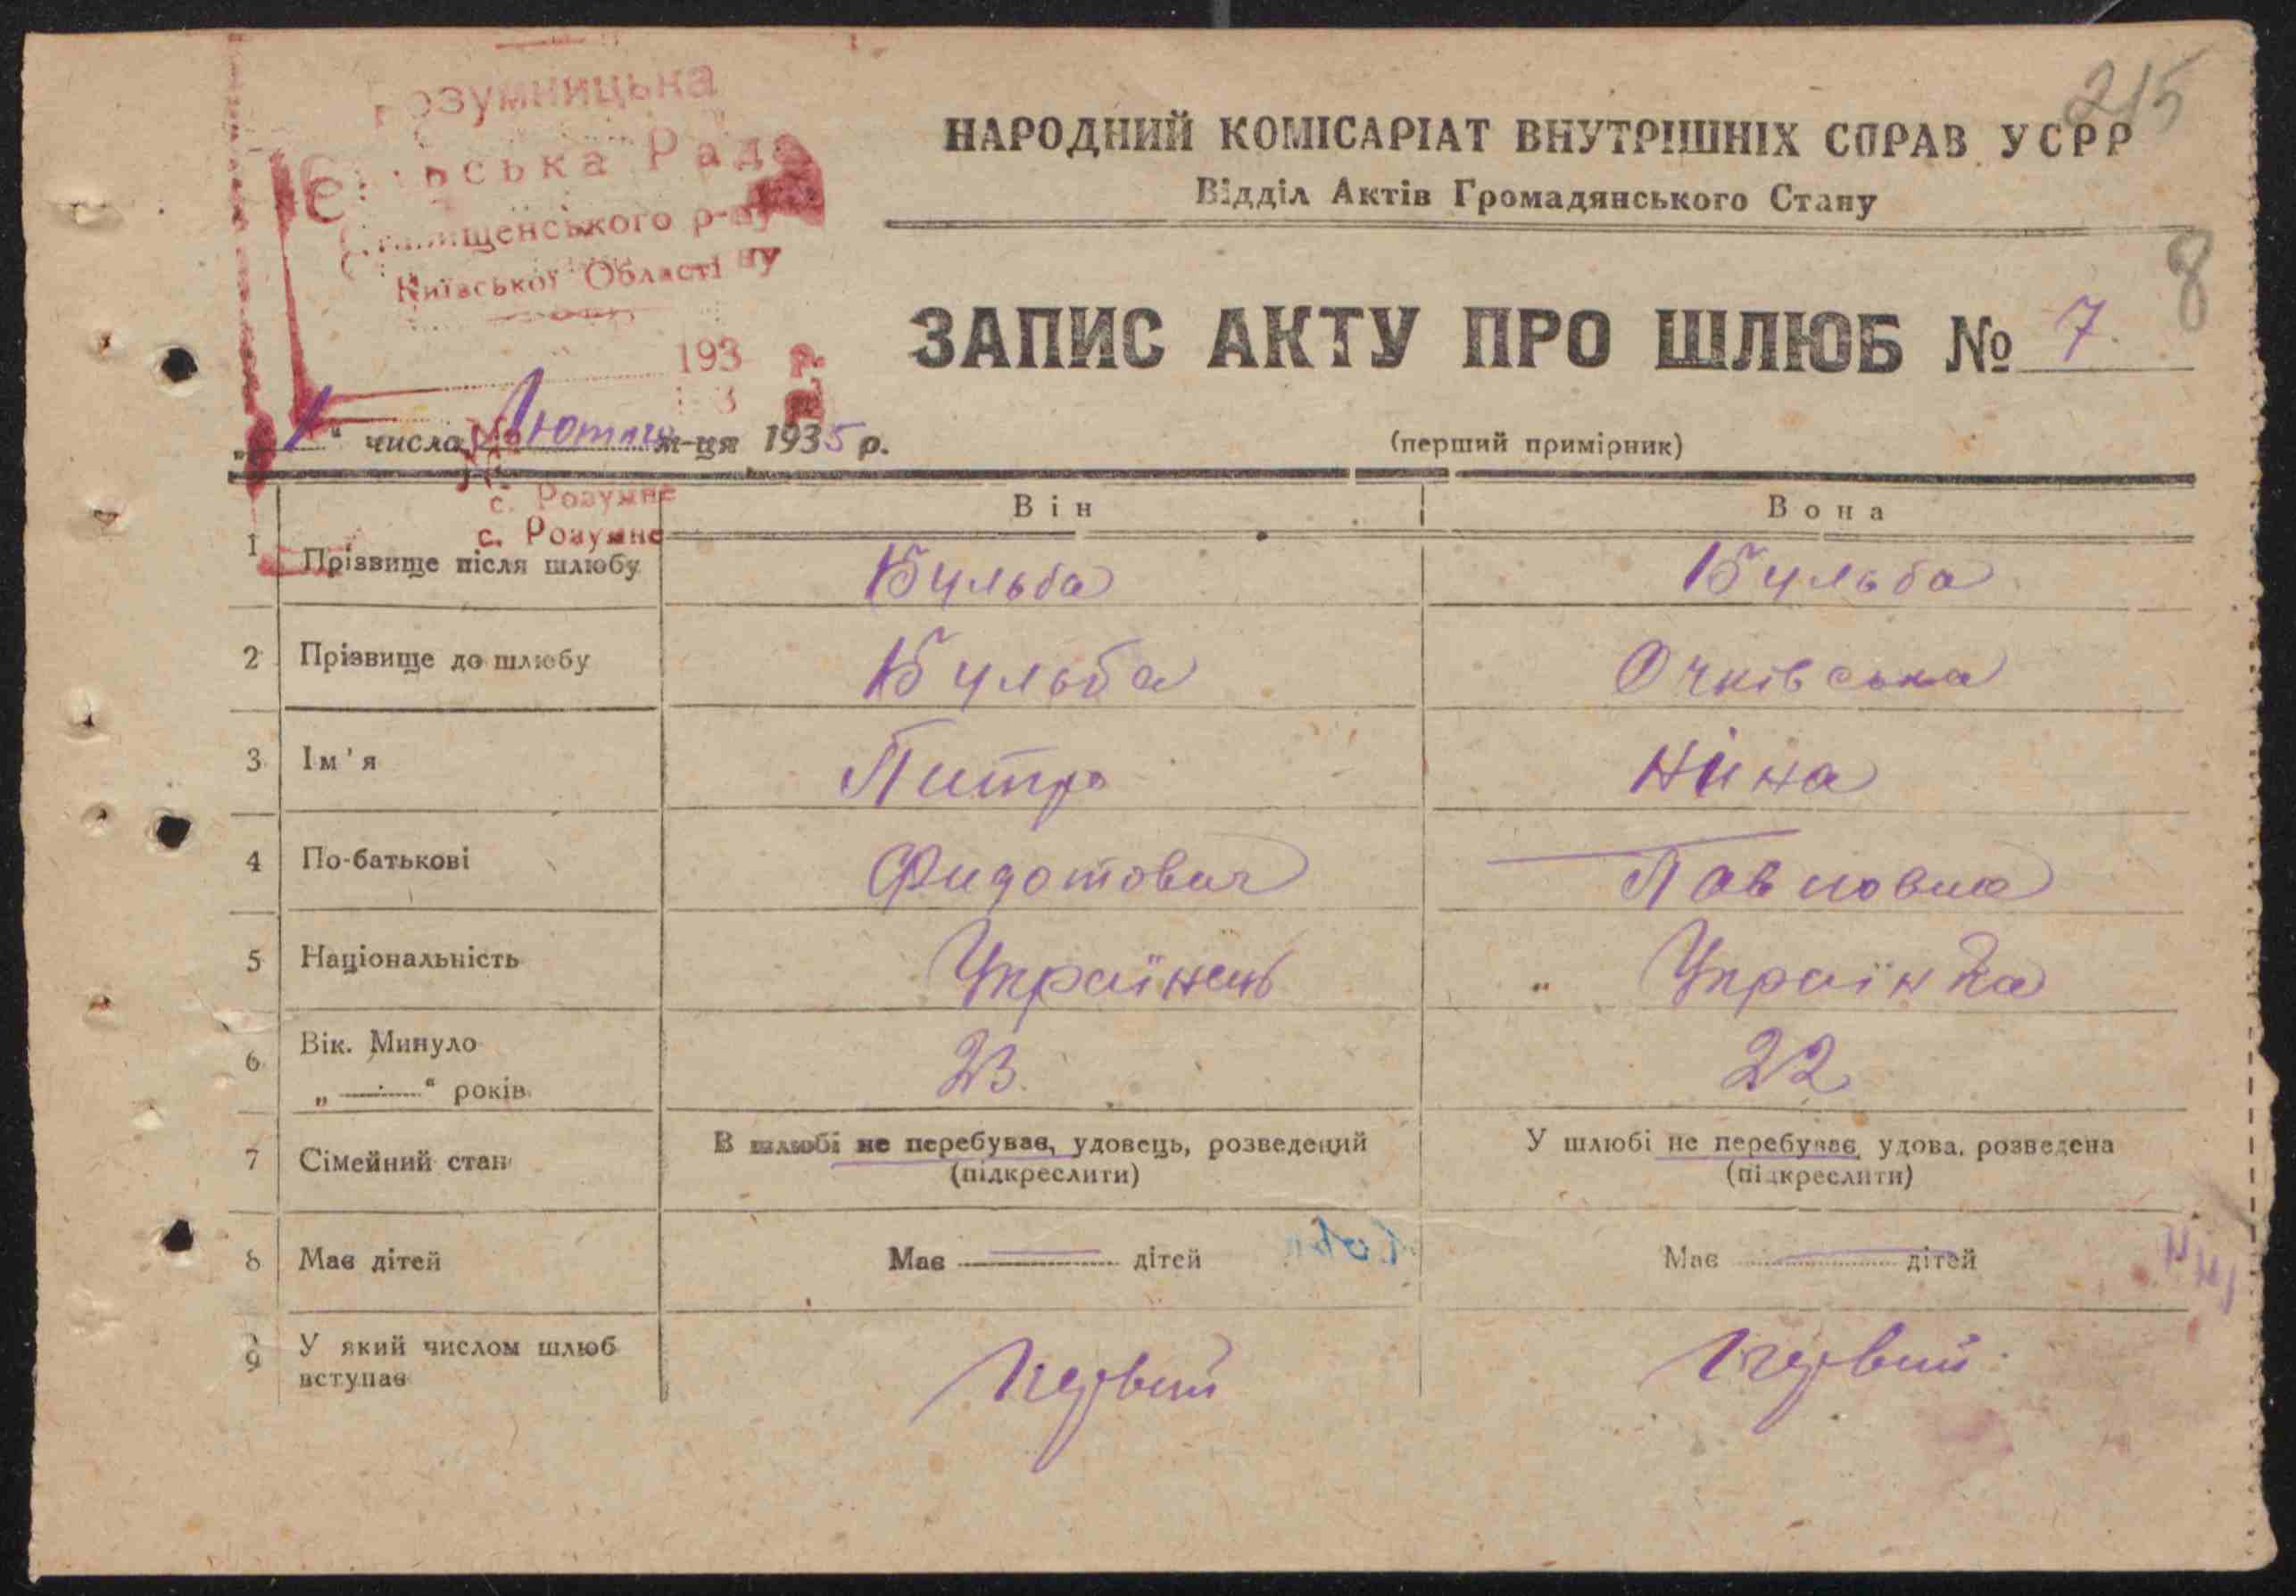 215
Розумницька
Сільська Рада
Ставищенського р-ну
Київської Області
193 р.
НАРОДНИЙ КОМІСАРІАТ ВНУТРІШНІХ СПРАВ УСРР
Відділ Актів Громадянського Стану
8
ЗАПИС АКТУ ПРО ШЛЮБ № 7.
„1“ числа Лютого м-ця 1935 р.
(перший примірник)
с. Розумне
с. Розумне
Він Вона
1 Прізвище після шлюбу Бульба Бульба
2 Прізвище до шлюбу Бульба Очківська
3 Ім'я Питро Ніна
4 По-батькові Фидотович Павловна
5 Національність Українець „ Українка
6 Вік. Минуло 23 22
„ “ років
7 Сімейний стан В шлюбі не перебуває, удовець, розведений У шлюбі не перебуває, удова, розведена
(підкреслити) (підкреслити)
8 Має дітей Має — дітей Має — дітей
9 У який числом шлюб
вступає Первий Первий